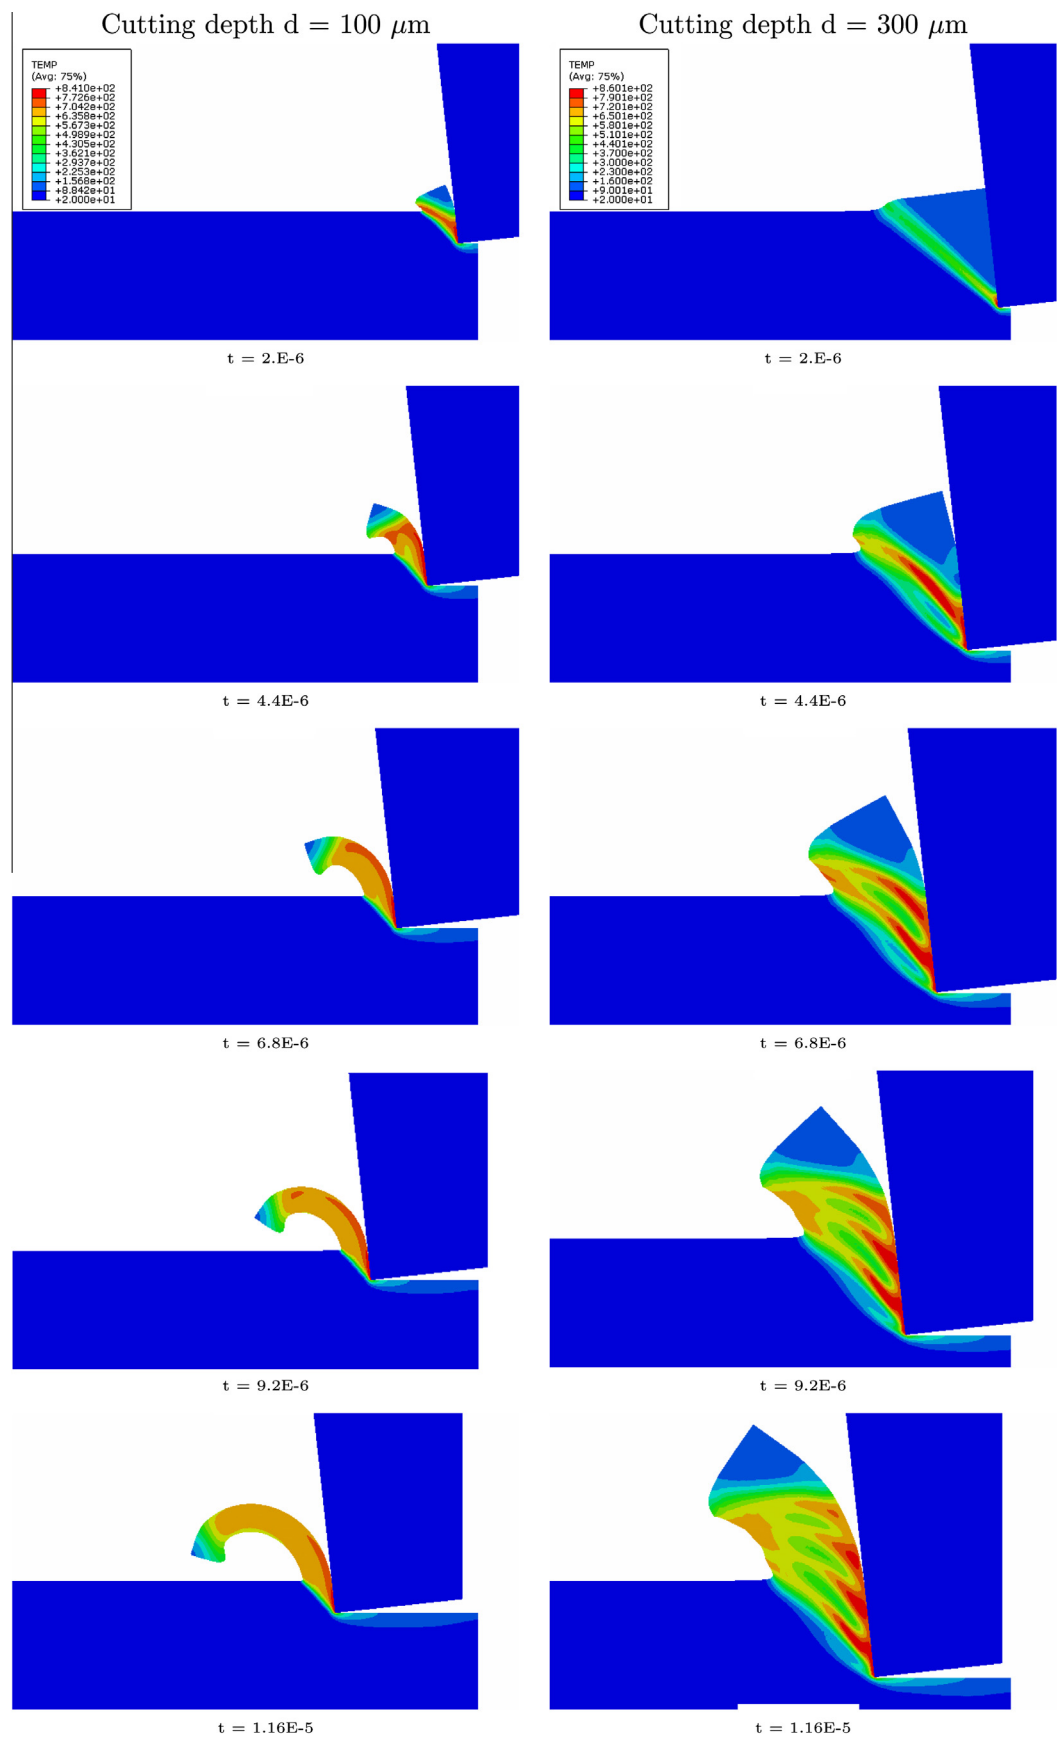 Cutting depth d = 100 μm
Cutting depth d = 300 μm
TEMP
(Avg: 75%)
+8.410e+02
+7.726e+02
+7.042e+02
+6.358e+02
+5.673e+02
+4.989e+02
+4.305e+02
+3.621e+02
+2.937e+02
+2.253e+02
+1.568e+02
+8.842e+01
+2.000e+01
TEMP
(Avg: 75%)
+8.601e+02
+7.901e+02
+7.201e+02
+6.501e+02
+5.801e+02
+5.101e+02
+4.401e+02
+3.700e+02
+3.000e+02
+2.300e+02
+1.600e+02
+9.001e+01
+2.000e+01
t = 2.E-6
t = 2.E-6
t = 4.4E-6
t = 4.4E-6
t = 6.8E-6
t = 6.8E-6
t = 9.2E-6
t = 9.2E-6
t = 1.16E-5
t = 1.16E-5